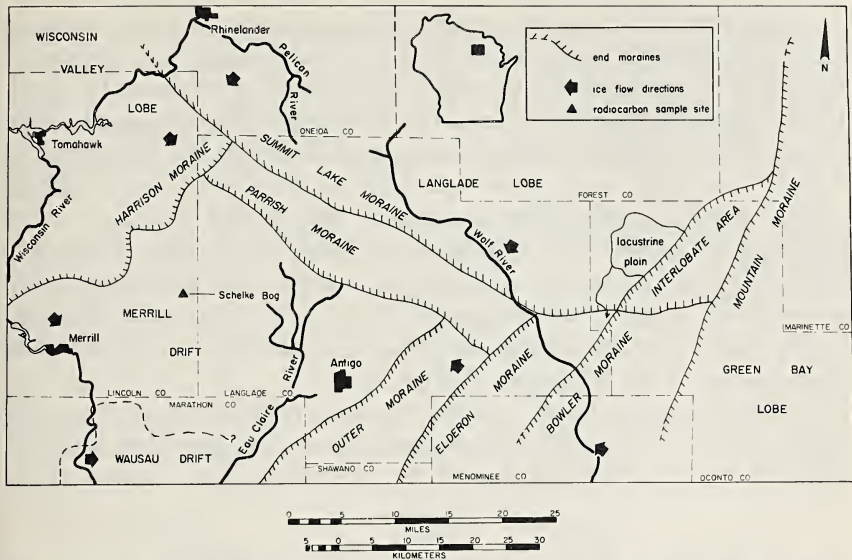 WISCONSIN
VALLEY
LOBE
Rhinelander
Pelican
River
end moraines
ice flow directions
radiocarbon sample site
N
Tomahawk
Wisconsin River
HARRISON MORAINE
ONEIDA CO
SUMMIT LAKE MORAINE
PARRISH MORAINE
LANGLADE LOBE
FOREST CO
Wolf River
lacustrine
plain
INTERLOBATE AREA
MOUNTAIN MORAINE
MARINETTE CO
Schelke Bog
MERRILL
DRIFT
Merrill
Antigo
LINCOLN CO
LANGLADE CO
MARATHON CO
Eau Claire River
OUTER MORAINE
ELDERON MORAINE
BOWLER MORAINE
GREEN BAY
LOBE
?
WAUSAU DRIFT
SHAWANO CO
MENOMINEE CO
OCONTO CO
0 5 10 15 20 25
MILES
5 0 5 10 15 20 25 30
KILOMETERS